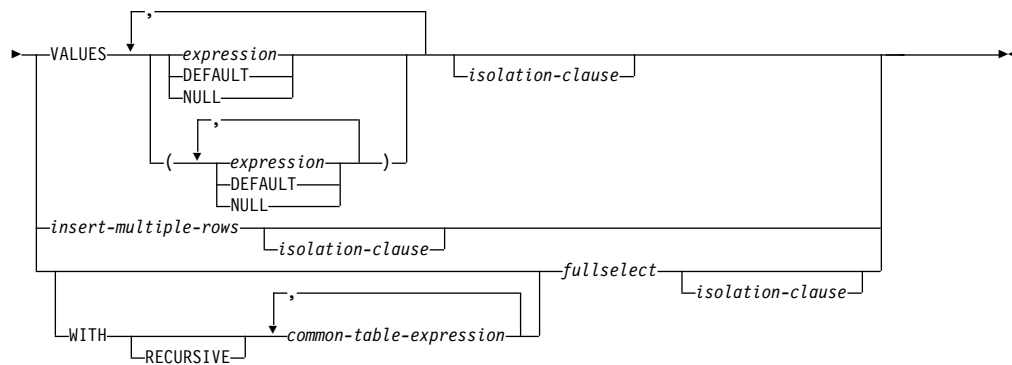 ,
VALUES expression isolation-clause
DEFAULT
NULL
,
( expression )
DEFAULT
NULL
insert-multiple-rows isolation-clause
fullselect isolation-clause
,
WITH RECURSIVE common-table-expression